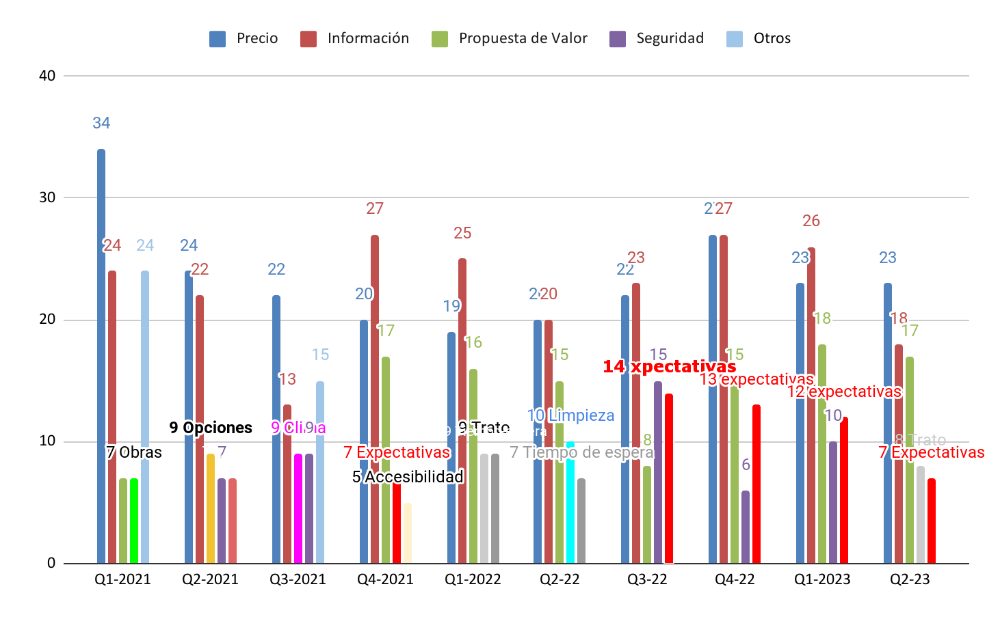 Precio Información Propuesta de Valor Seguridad Otros
40
34
30
27
27
25
26
24 24 24
22
22
20
19
20
22 23
23
23
20
17
16
15
15
15
15
18
18
17
13
14 xpectativas
13 expectativas
12 expectativas
10 Limpieza
10
10
9 Opciones
9
9
9 Trato
7 Obras
7
7 Expectativas
7 Tiempo de espera
8
6
8 Trato
7 Expectativas
5 Accesibilidad
0
Q1-2021 Q2-2021 Q3-2021 Q4-2021 Q1-2022 Q2-22 Q3-22 Q4-22 Q1-2023 Q2-23